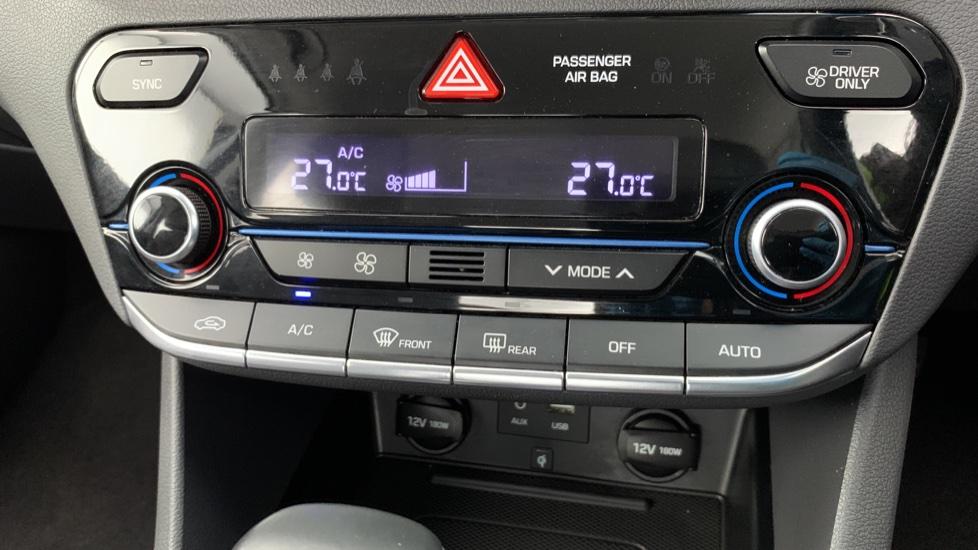 PASSENGER
AIR BAG
ON OFF
SYNC
DRIVER
ONLY
A/C
27.0°C
27.0°C
MODE
A/C
FRONT
REAR
OFF
AUTO
12V 180W
AUX
USB
12V 180W